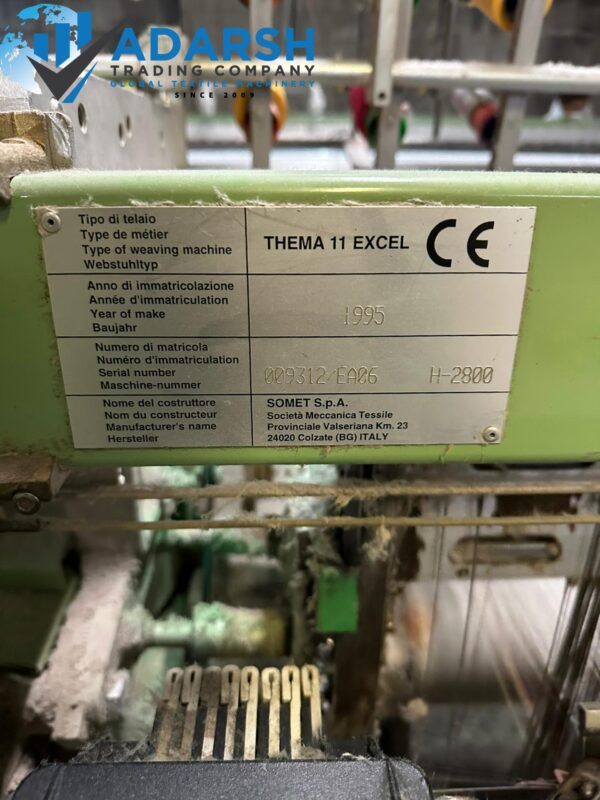 ADARSH
TRADING COMPANY
GLOBAL TEXTILE MACHINERY
SINCE 2009
Tipo di telaio
Type de métier
Type of weaving machine
Webstuhltyp
THEMA 11 EXCEL CE
Anno di immatricolazione
Année d'immatriculation
Year of make
Baujahr
1995
Numero di matricola
Numéro d'immatriculation
Serial number
Maschine-nummer
009312/EA06 H-2800
Nome del costruttore
Nom du constructeur
Manufacturer's name
Hersteller
SOMET S.p.A.
Società Meccanica Tessile
Provinciale Valseriana Km. 23
24020 Colzate (BG) ITALY